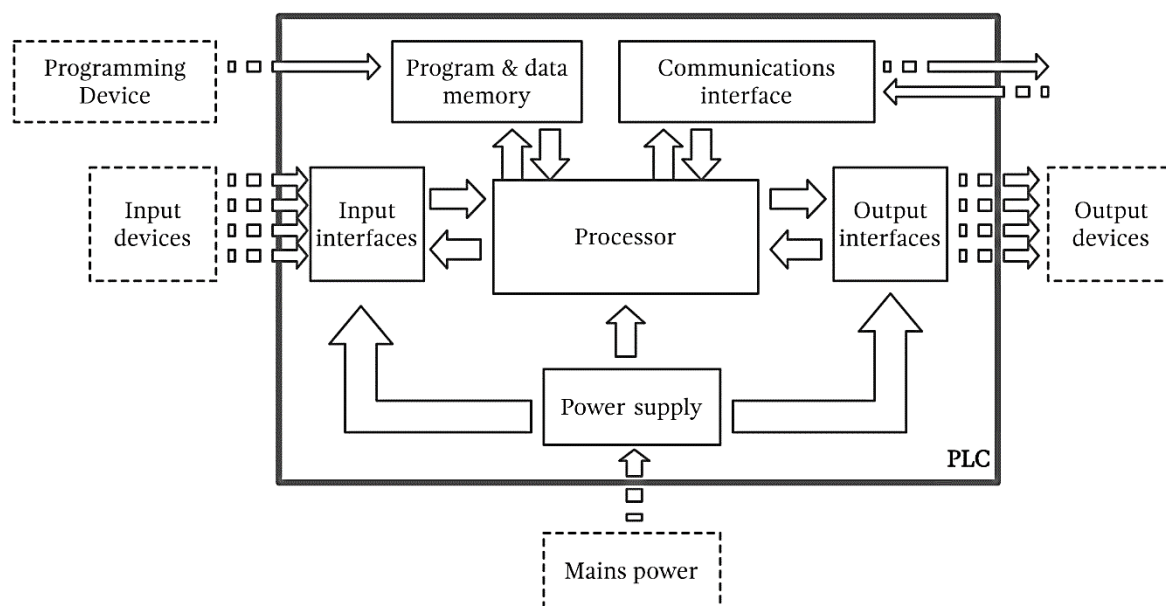 Programming
Device
Program & data
memory
Communications
interface
Input
devices
Input
interfaces
Processor
Output
interfaces
Output
devices
Power supply
PLC
Mains power